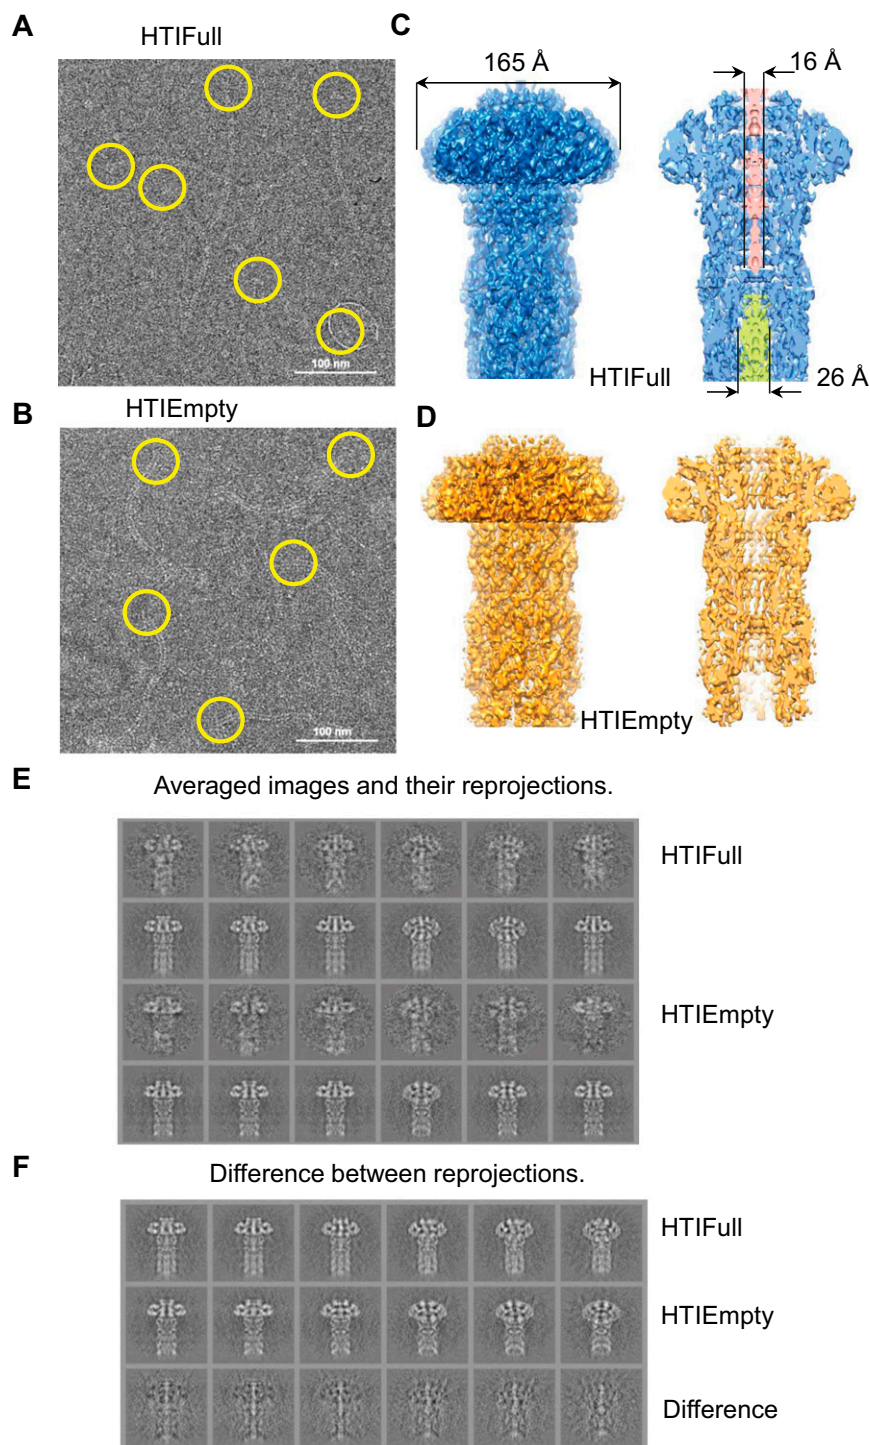 A
HTIFull
100 nm
B
HTIEmpty
100 nm
C
165 Å
16 Å
HTIFull
26 Å
D
HTIEmpty
E
Averaged images and their reprojections.
HTIFull
HTIEmpty
F
Difference between reprojections.
HTIFull
HTIEmpty
Difference